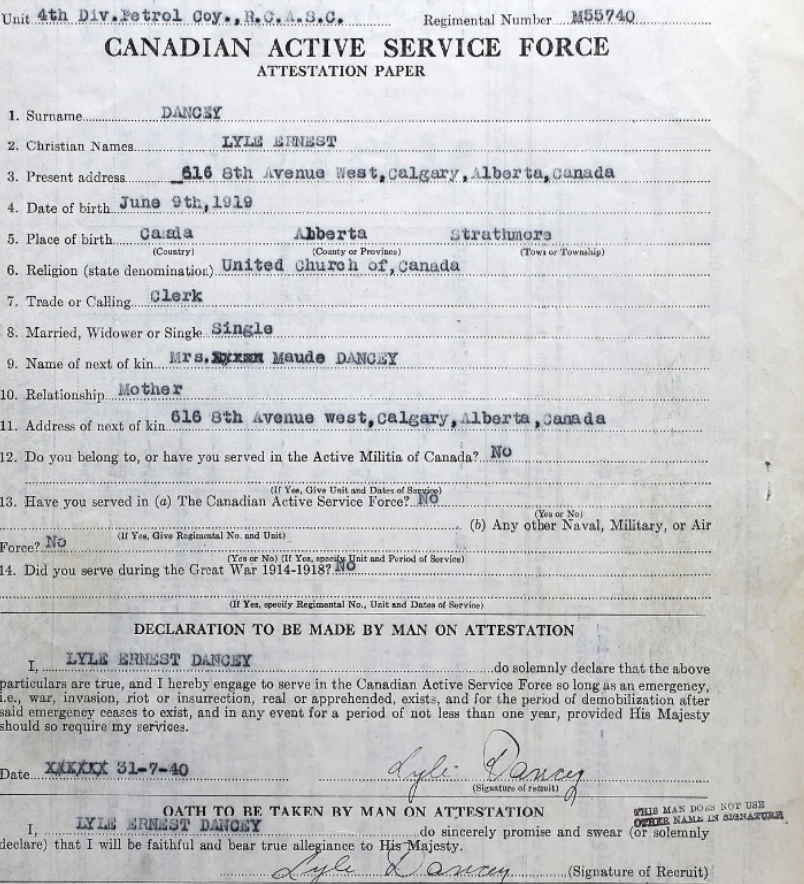 Unit 4th Div.Petrol Coy.,R.C.A.S.C. Regimental Number M55740
CANADIAN ACTIVE SERVICE FORCE
ATTESTATION PAPER
1. Surname DANCEY
2. Christian Names LYLE ERNEST
3. Present address 616 8th Avenue West,Calgary,Alberta,Canada
4. Date of birth June 9th,1919
5. Place of birth Caada Abberta Strathmore
(Country) (County or Province) (Town or Township)
6. Religion (state denomination) United Church of,Canada
7. Trade or Calling Clerk
8. Married, Widower or Single Single
9. Name of next of kin Mrs. Maude DANCEY
10. Relationship Mother
11. Address of next of kin 616 8th Avenue west,Calgary,Alberta,Canada
12. Do you belong to, or have you served in the Active Militia of Canada? No
(If Yes, Give Unit and Dates of Service)
13. Have you served in (a) The Canadian Active Service Force? No
(Yes or No)
(b) Any other Naval, Military, or Air
(If Yes, Give Regimental No. and Unit)
Force? No
(Yes or No) (If Yes, specify Unit and Period of Service)
14. Did you serve during the Great War 1914-1918? No
(If Yes, specify Regimental No., Unit and Dates of Service)
DECLARATION TO BE MADE BY MAN ON ATTESTATION
I, LYLE ERNEST DANCEY do solemnly declare that the above
particulars are true, and I hereby engage to serve in the Canadian Active Service Force so long as an emergency,
i.e., war, invasion, riot or insurrection, real or apprehended, exists, and for the period of demobilization after
said emergency ceases to exist, and in any event for a period of not less than one year, provided His Majesty
should so require my services.
Date 31-7-40 Lyle Dancey
(Signature of recruit)
OATH TO BE TAKEN BY MAN ON ATTESTATION
THIS MAN DOES NOT USE
OTHER NAME IN SIGNATURE
I, LYLE ERNEST DANCEY do sincerely promise and swear (or solemnly
declare) that I will be faithful and bear true allegiance to His Majesty.
Lyle Dancey (Signature of Recruit)